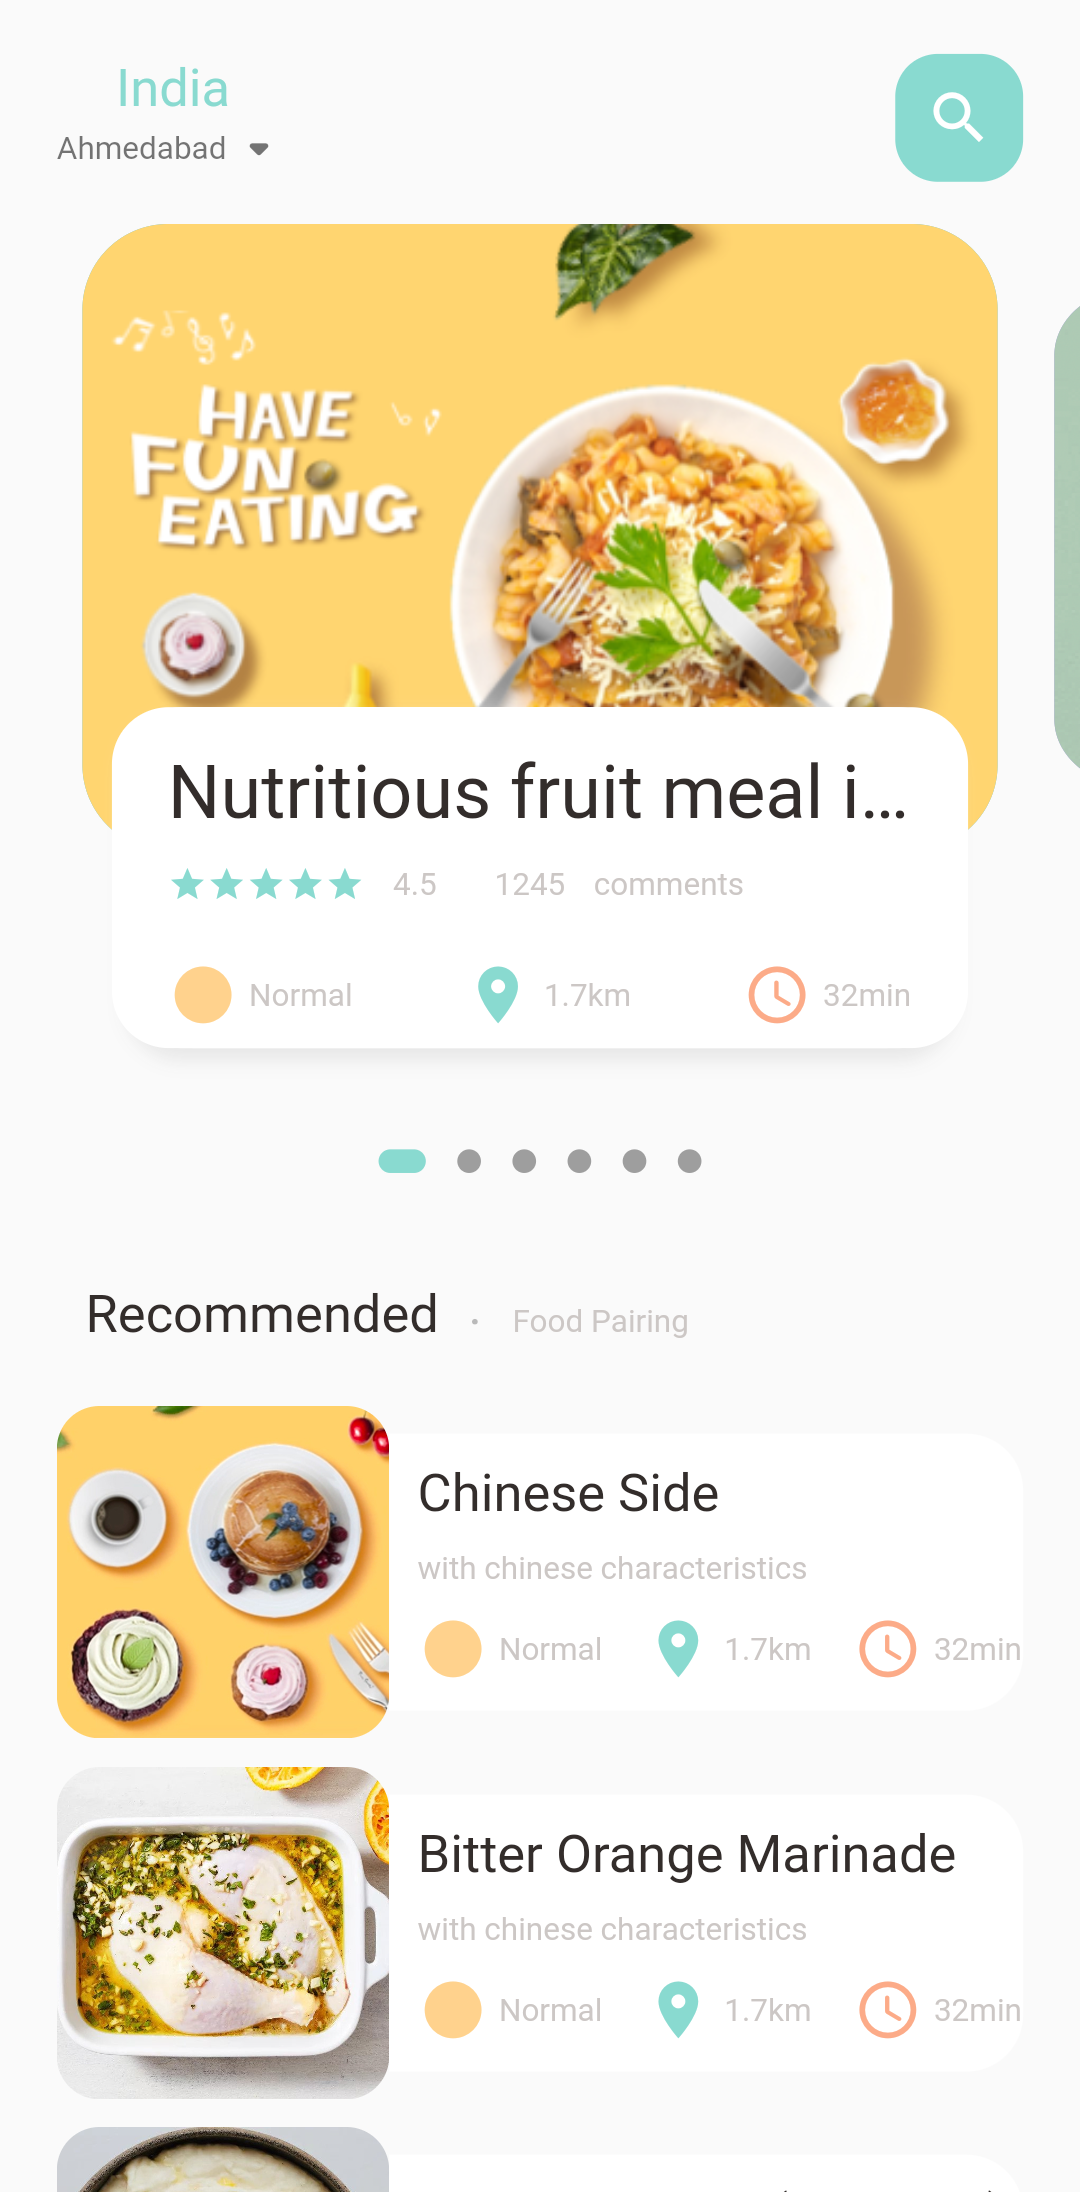 India
Ahmedabad
HAVE
FUN
EATING
Nutritious fruit meal i...
4.5 1245 comments
Normal 1.7km 32min
Recommended • Food Pairing
Chinese Side
with chinese characteristics
Normal 1.7km 32min
Bitter Orange Marinade
with chinese characteristics
Normal 1.7km 32min